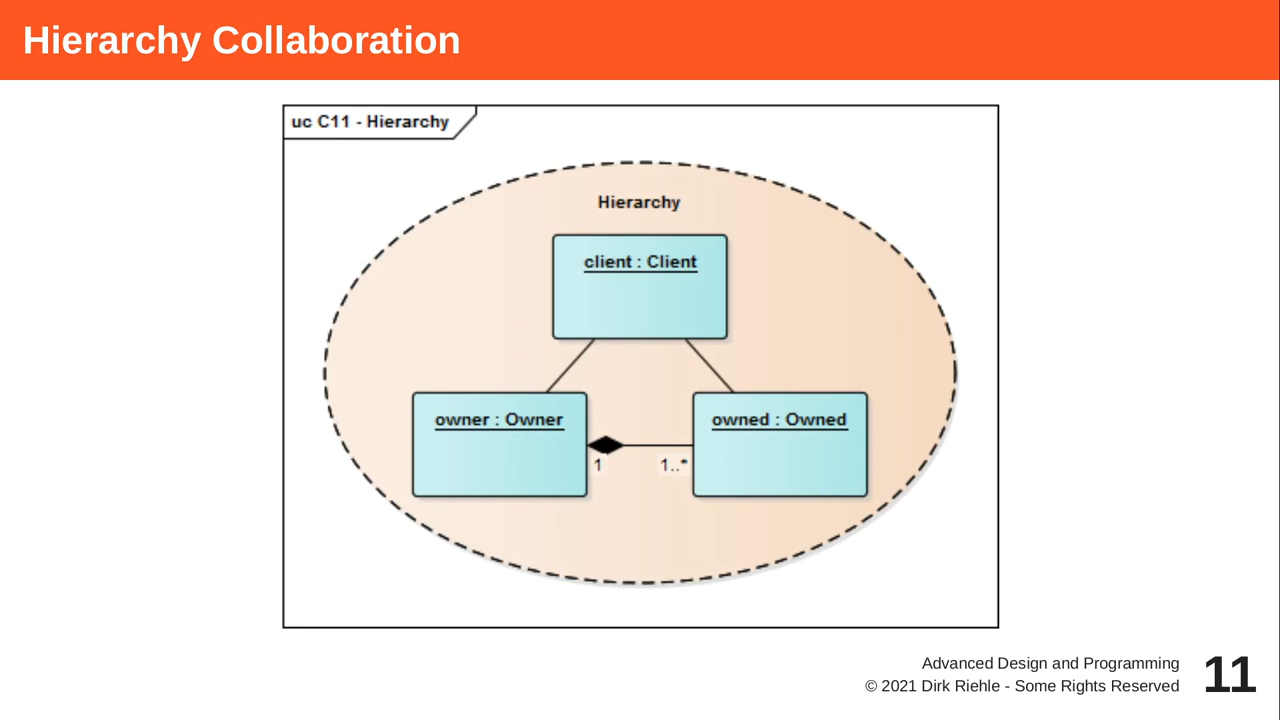 Hierarchy Collaboration
uc C11 - Hierarchy
Hierarchy
client : Client
owner : Owner
owned : Owned
1
1..*
Advanced Design and Programming
© 2021 Dirk Riehle - Some Rights Reserved
11